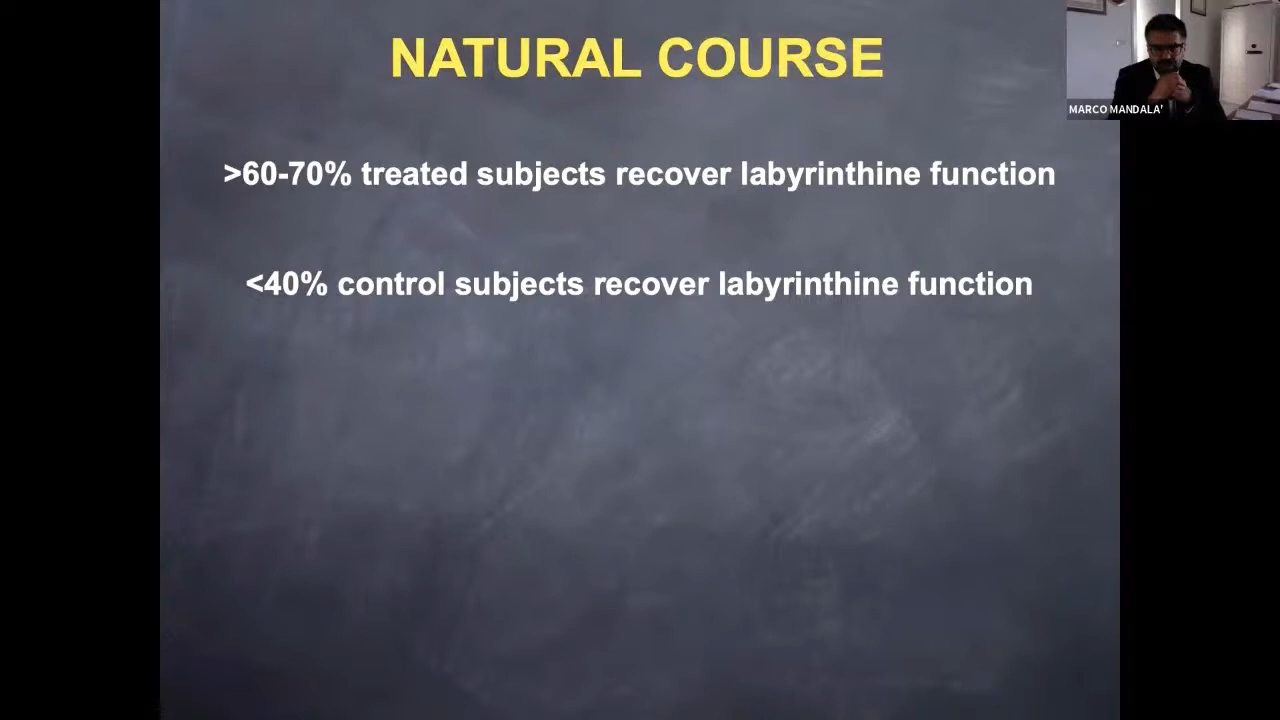 NATURAL COURSE
MARCO MANDALA'
>60-70% treated subjects recover labyrinthine function
<40% control subjects recover labyrinthine function